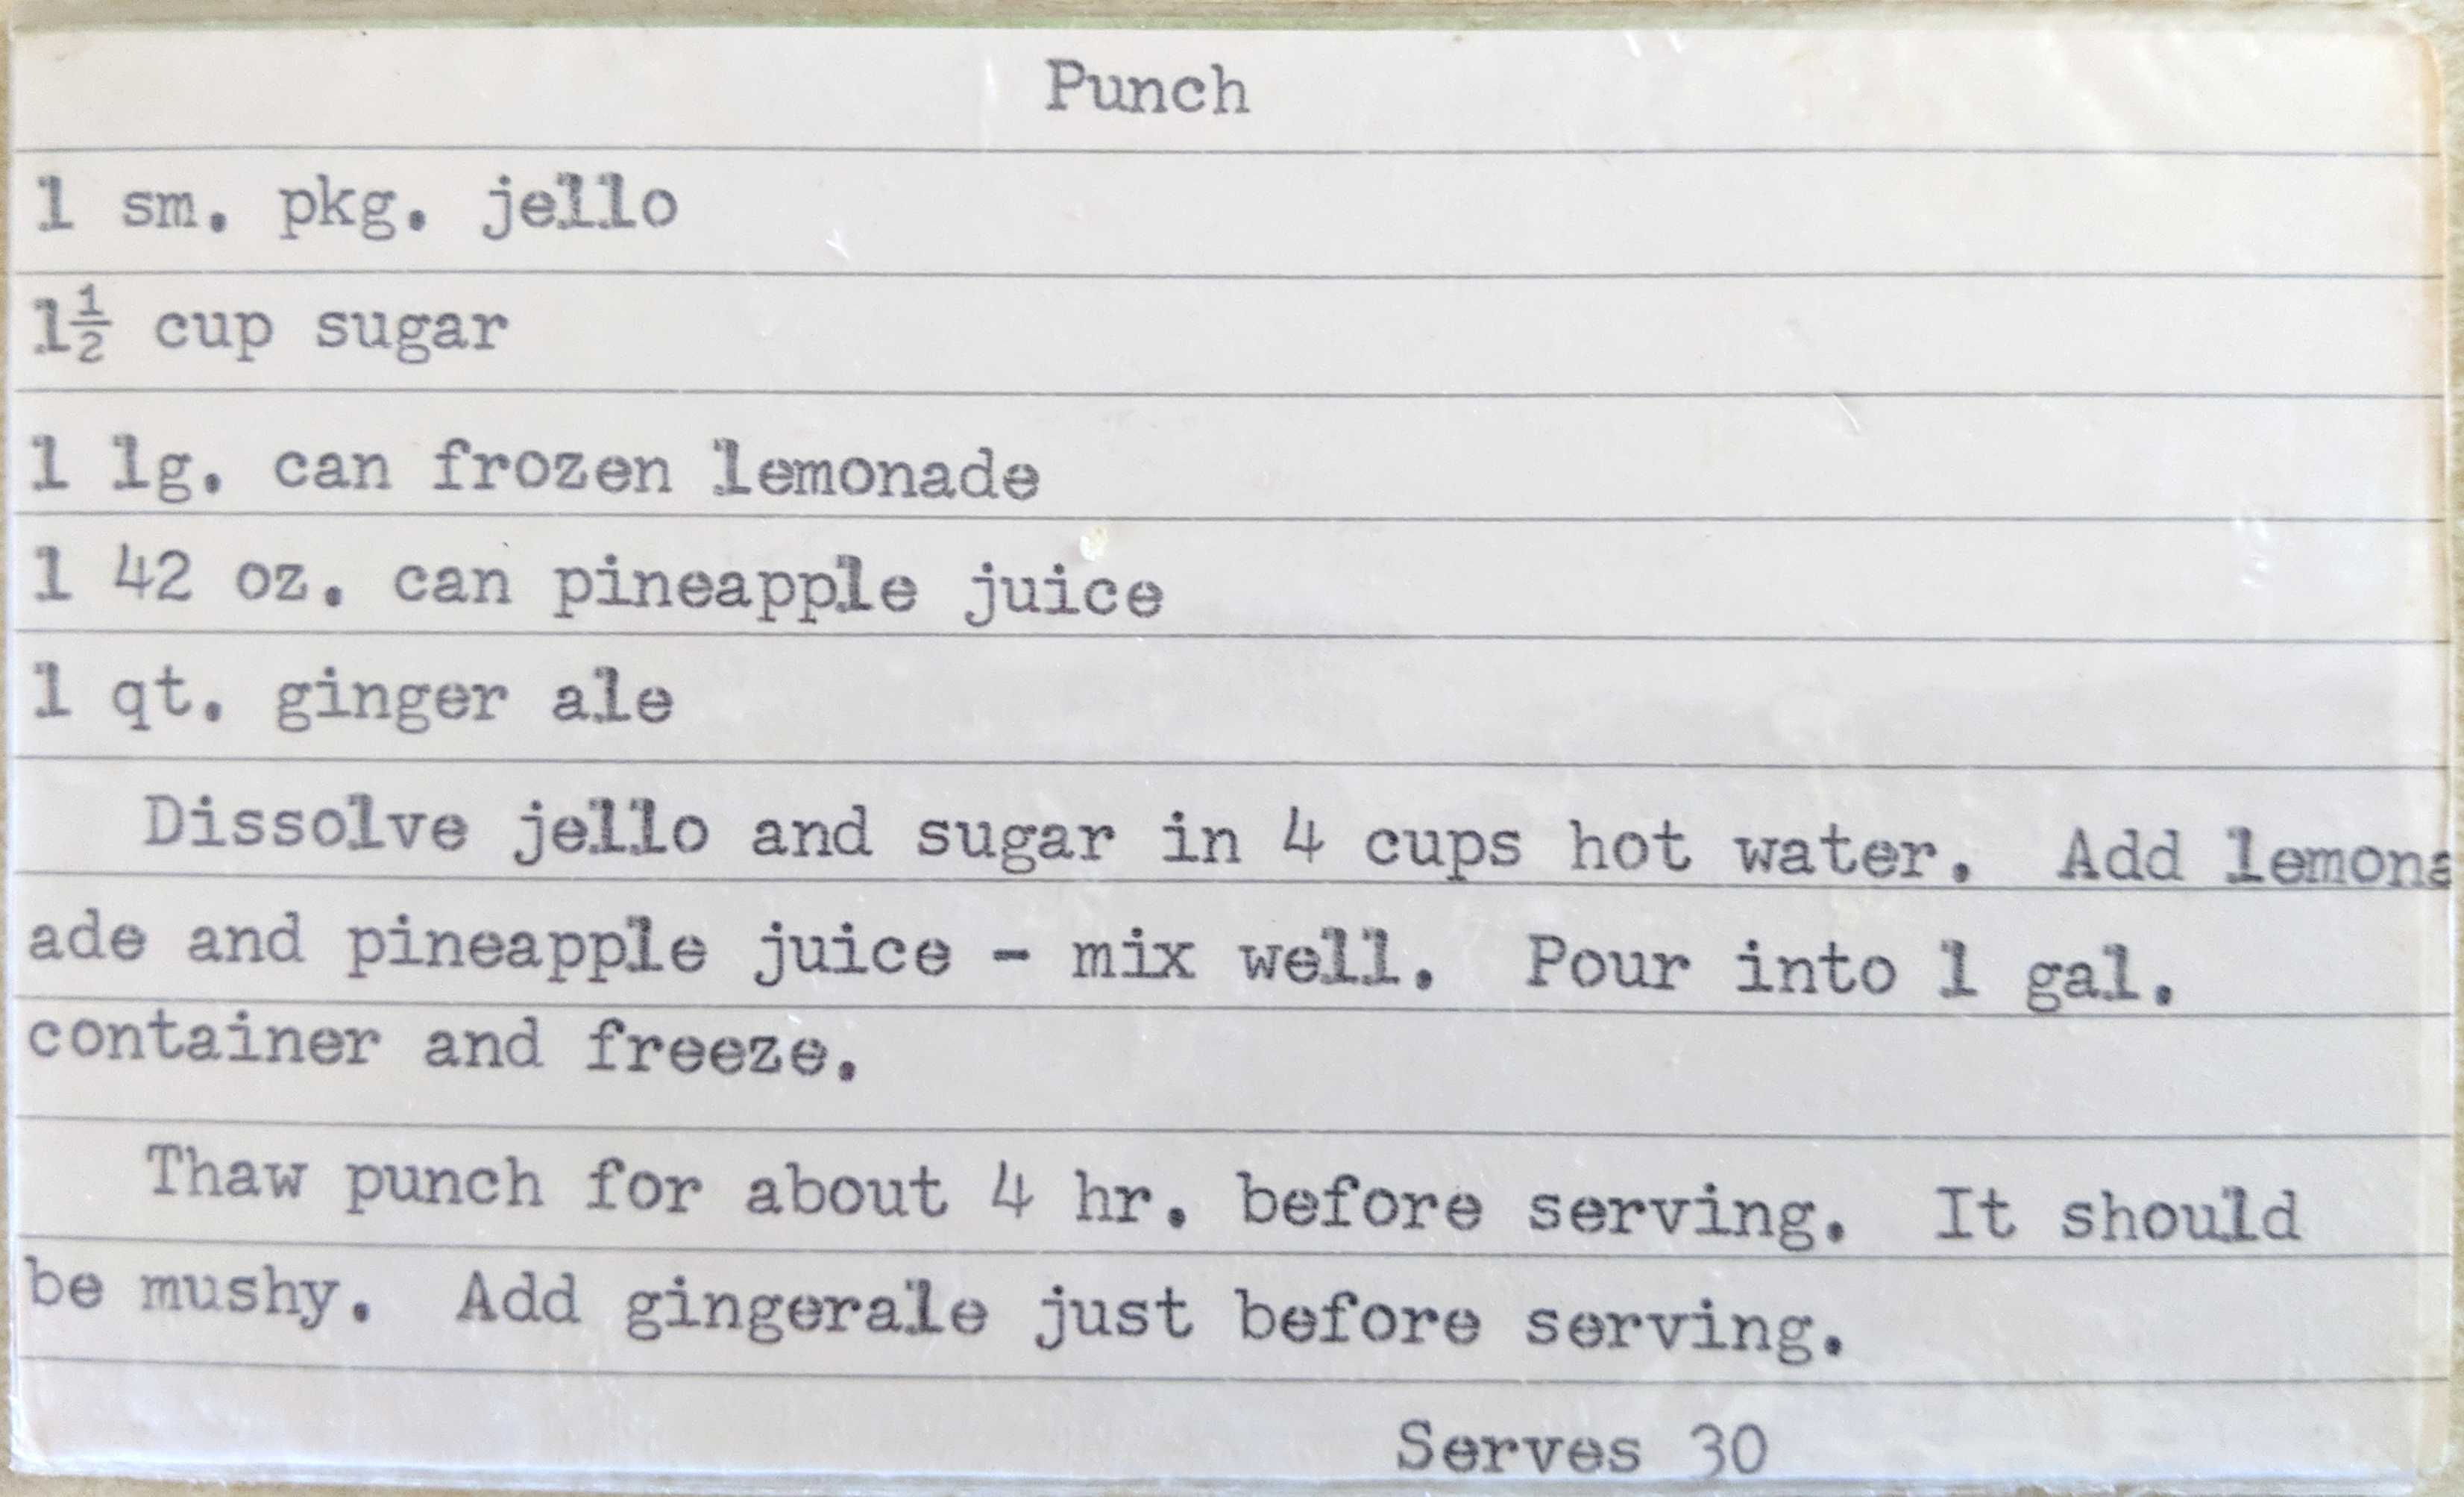 Punch
1 sm. pkg. jello
1½ cup sugar
1 lg. can frozen lemonade
1 42 oz. can pineapple juice
1 qt. ginger ale
Dissolve jello and sugar in 4 cups hot water. Add lemona
ade and pineapple juice - mix well. Pour into 1 gal.
container and freeze.
Thaw punch for about 4 hr. before serving. It should
be mushy. Add gingerale just before serving.
Serves 30